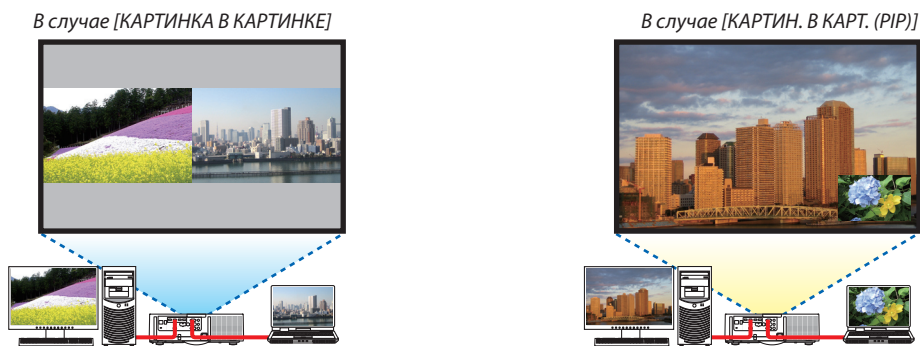 В случае [КАРТИНКА В КАРТИНКЕ]
В случае [КАРТИН. В КАРТ. (PIP)]